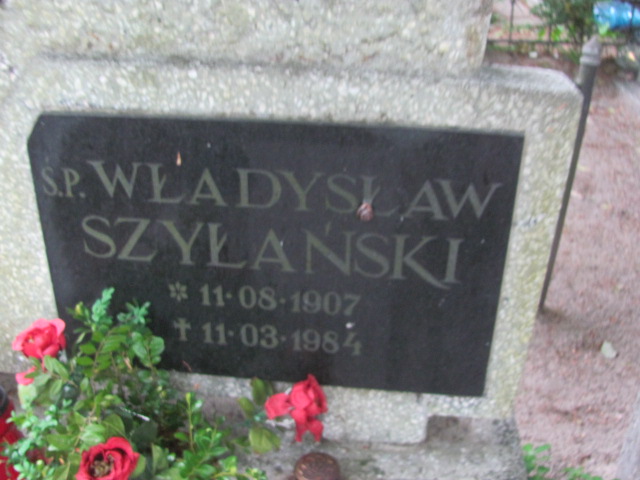 Ś.P. WŁADYSŁAW
SZYŁAŃSKI
* 11·08·1907
† 11·03·1984